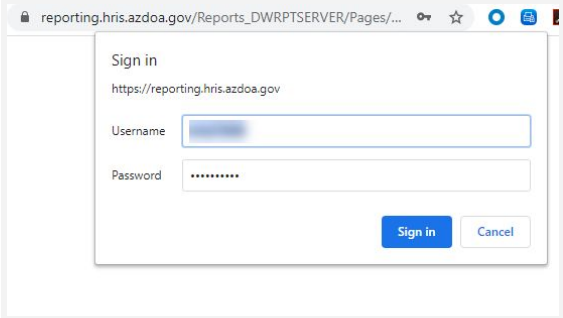 reporting.hris.azdoa.gov/Reports_DWRPTSERVER/Pages/...
Sign in
https://reporting.hris.azdoa.gov
Username
Password ··········
Sign in Cancel